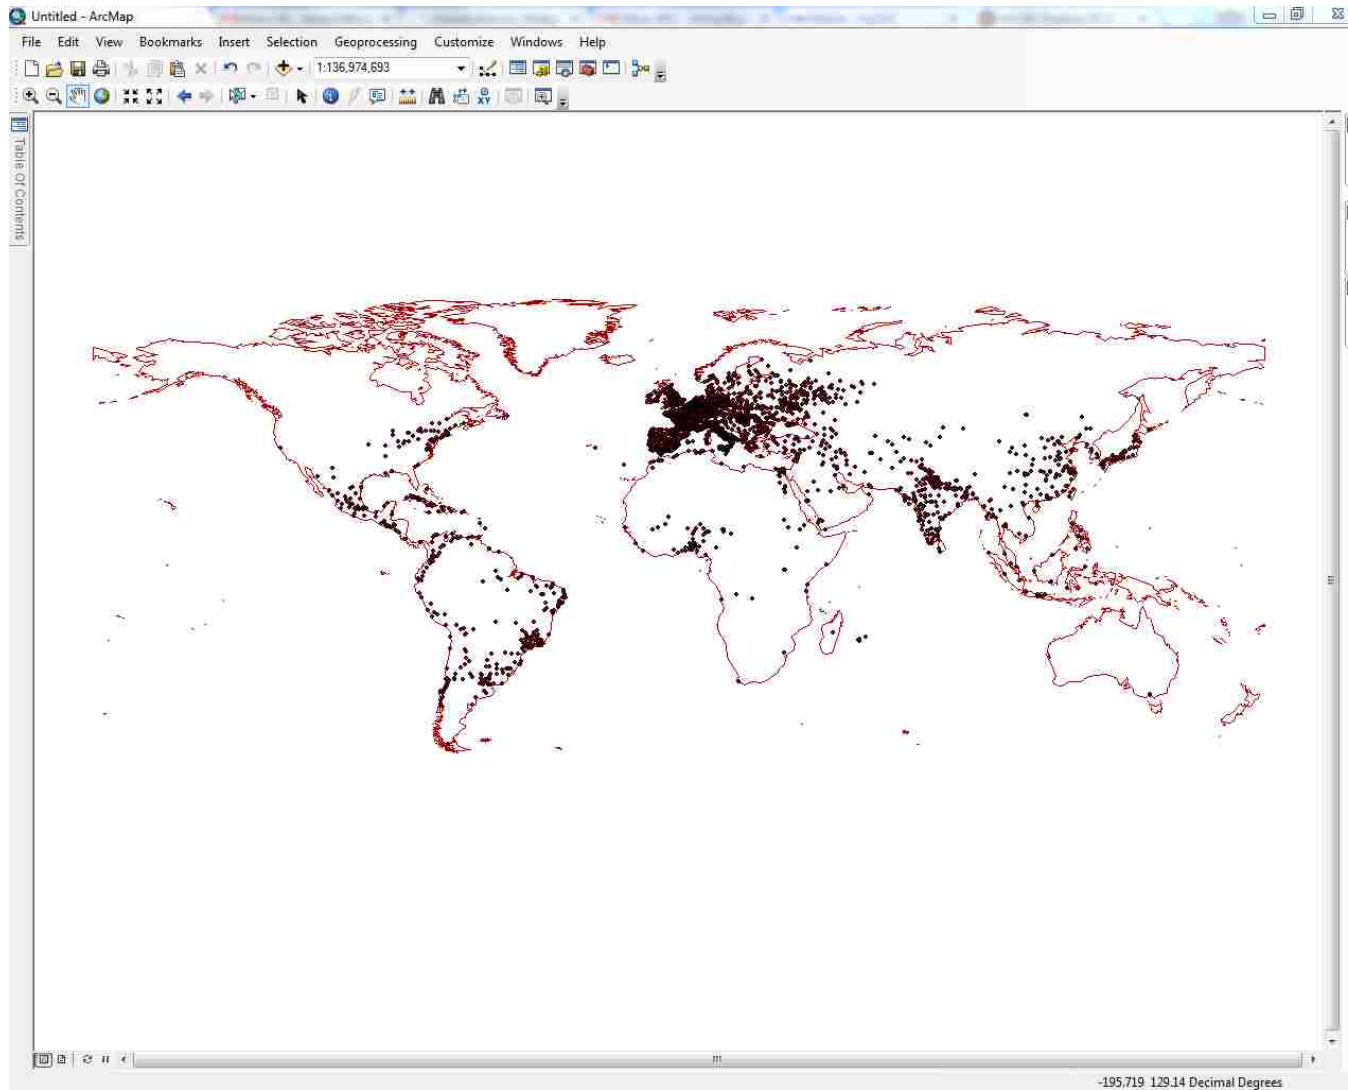 Untitled - ArcMap
File Edit View Bookmarks Insert Selection Geoprocessing Customize Windows Help
1:136,974,693
Table Of Contents
-195.719 129.14 Decimal Degrees